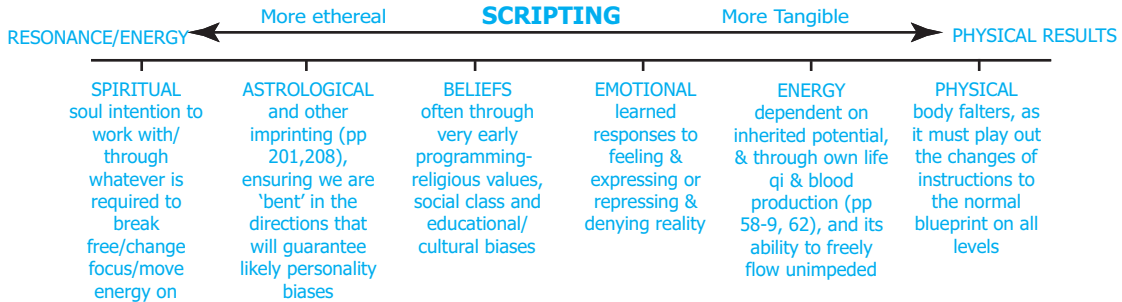 More ethereal SCRIPTING More Tangible
RESONANCE/ENERGY PHYSICAL RESULTS
SPIRITUAL
soul intention to
work with/
through
whatever is
required to
break
free/change
focus/move
energy on
ASTROLOGICAL
and other
imprinting (pp
201,208),
ensuring we are
‘bent’ in the
directions that
will guarantee
likely personality
biases
BELIEFS
often through
very early
programming-
religious values,
social class and
educational/
cultural biases
EMOTIONAL
learned
responses to
feeling &
expressing or
repressing &
denying reality
ENERGY
dependent on
inherited potential,
& through own life
qi & blood
production (pp
58-9, 62), and its
ability to freely
flow unimpeded
PHYSICAL
body falters, as
it must play out
the changes of
instructions to
the normal
blueprint on all
levels